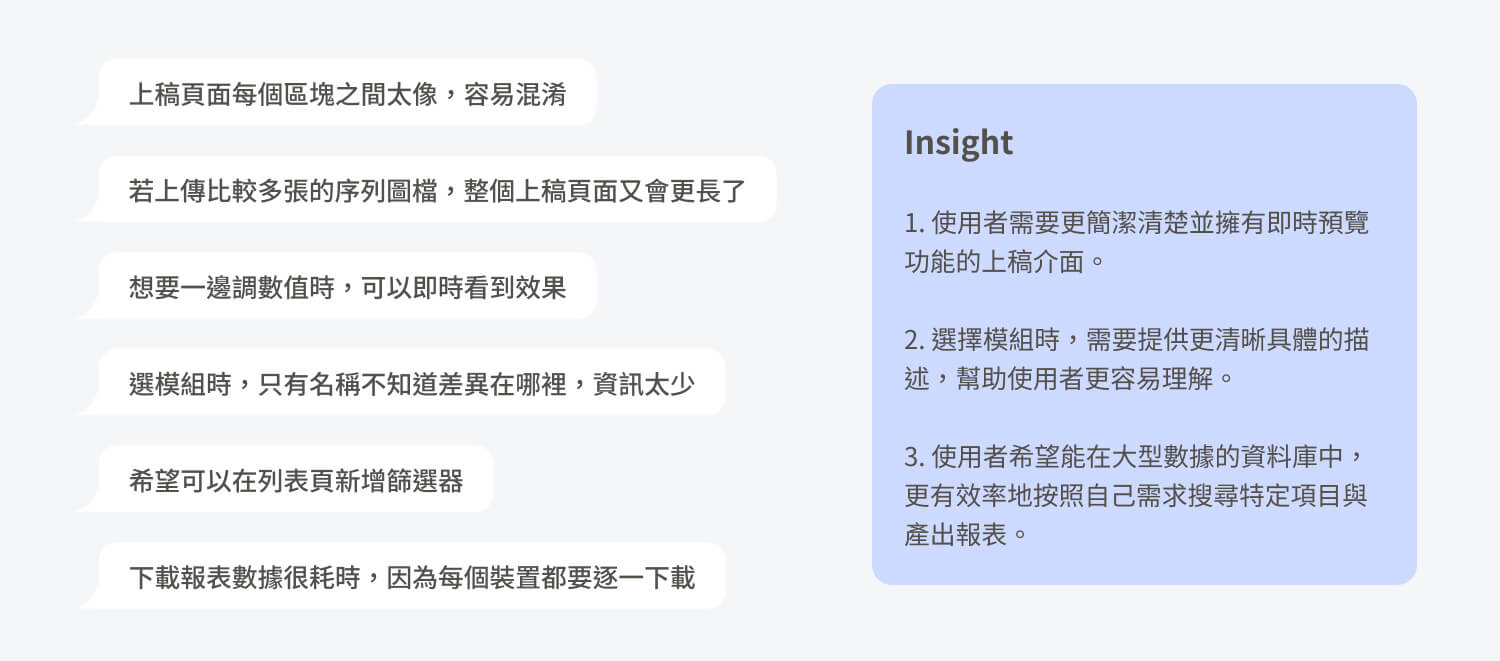 上稿頁面每個區塊之間太像，容易混淆
若上傳比較多張的序列圖檔，整個上稿頁面又會更長了
想要一邊調數值時，可以即時看到效果
選模組時，只有名稱不知道差異在哪裡，資訊太少
希望可以在列表頁新增篩選器
下載報表數據很耗時，因為每個裝置都要逐一下載
Insight
1. 使用者需要更簡潔清楚並擁有即時預覽
功能的上稿介面。
2. 選擇模組時，需要提供更清晰具體的描
述，幫助使用者更容易理解。
3. 使用者希望能在大型數據的資料庫中，
更有效率地按照自己需求搜尋特定項目與
產出報表。